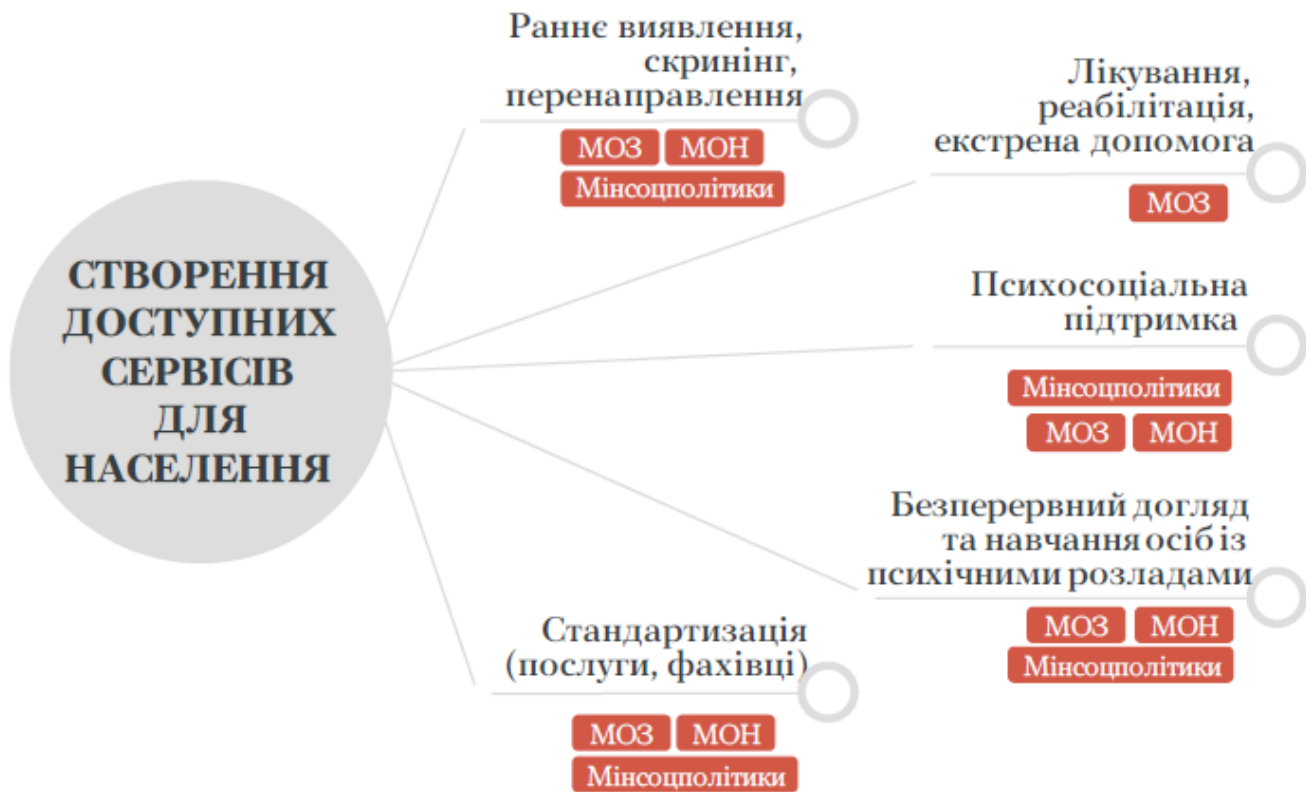 Раннє виявлення,
скринінг,
перенаправлення
МОЗ МОН
Мінсоцполітики
Лікування,
реабілітація,
екстрена допомога
МОЗ
СТВОРЕННЯ
ДОСТУПНИХ
СЕРВІСІВ
ДЛЯ
НАСЕЛЕННЯ
Психосоціальна
підтримка
Мінсоцполітики
МОЗ МОН
Безперервний догляд
та навчання осіб із
психічними розладами
МОЗ МОН
Мінсоцполітики
Стандартизація
(послуги, фахівці)
МОЗ МОН
Мінсоцполітики